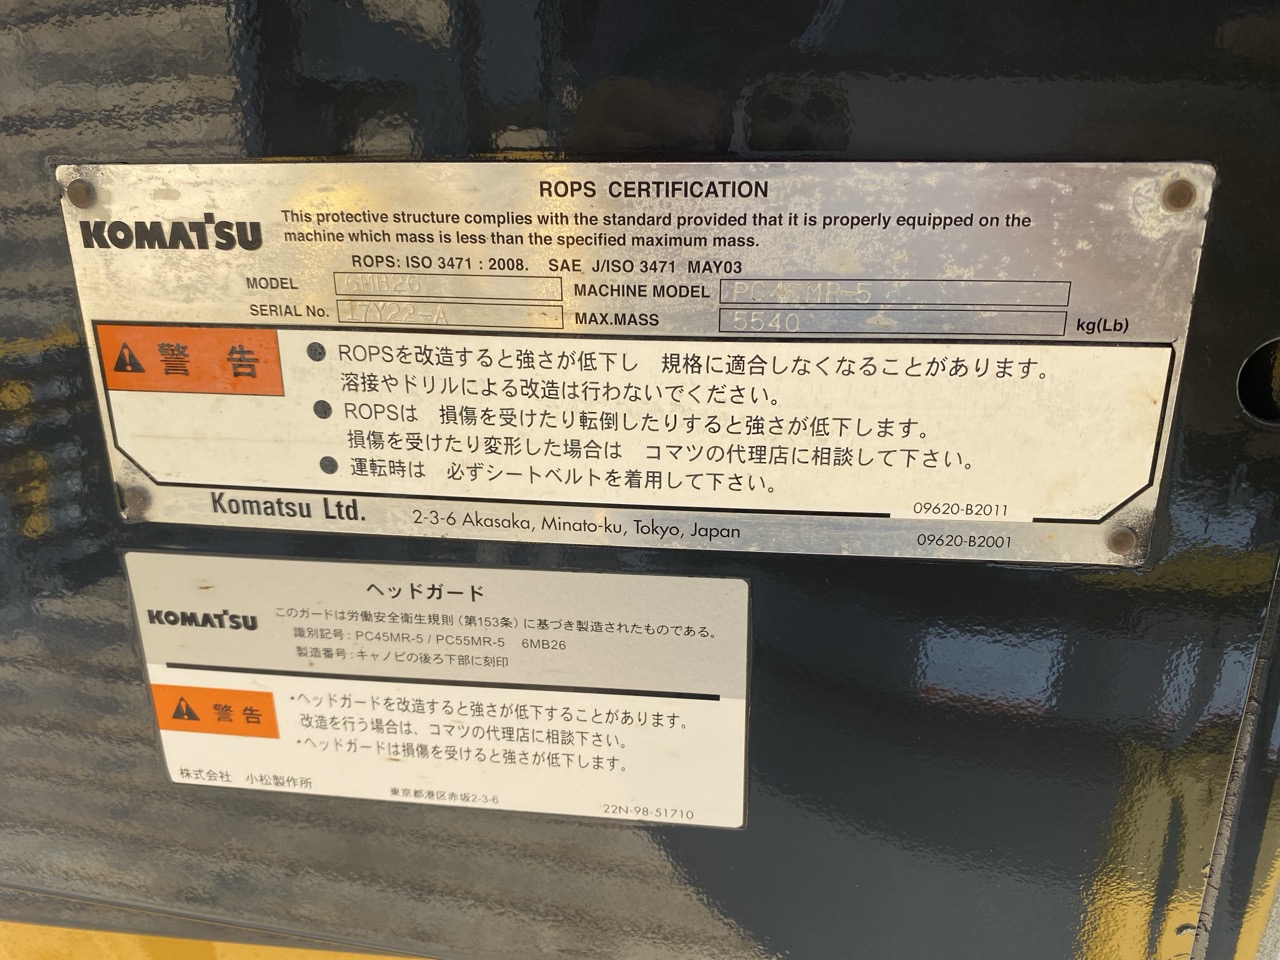 ROPS CERTIFICATION
KOMATSU
This protective structure complies with the standard provided that it is properly equipped on the
machine which mass is less than the specified maximum mass.
ROPS: ISO 3471 : 2008. SAE J/ISO 3471 MAY03
MODEL 6MB26 MACHINE MODEL PC45MR-5
SERIAL No. 17Y22-A MAX.MASS 5540 kg(Lb)
警告
● ROPSを改造すると強さが低下し 規格に適合しなくなることがあります。
溶接やドリルによる改造は行わないでください。
● ROPSは 損傷を受けたり転倒したりすると強さが低下します。
損傷を受けたり変形した場合は コマツの代理店に相談して下さい。
● 運転時は 必ずシートベルトを着用して下さい。
09620-B2011
Komatsu Ltd. 2-3-6 Akasaka, Minato-ku, Tokyo, Japan 09620-B2001
ヘッドガード
KOMATSU
このガードは労働安全衛生規則(第153条)に基づき製造されたものである。
識別記号: PC45MR-5 / PC55MR-5 6MB26
製造番号: キャノピの後ろ下部に刻印
警告
・ヘッドガードを改造すると強さが低下することがあります。
改造を行う場合は、コマツの代理店に相談下さい。
・ヘッドガードは損傷を受けると強さが低下します。
株式会社 小松製作所 東京都港区赤坂2-3-6 22N-98-51710